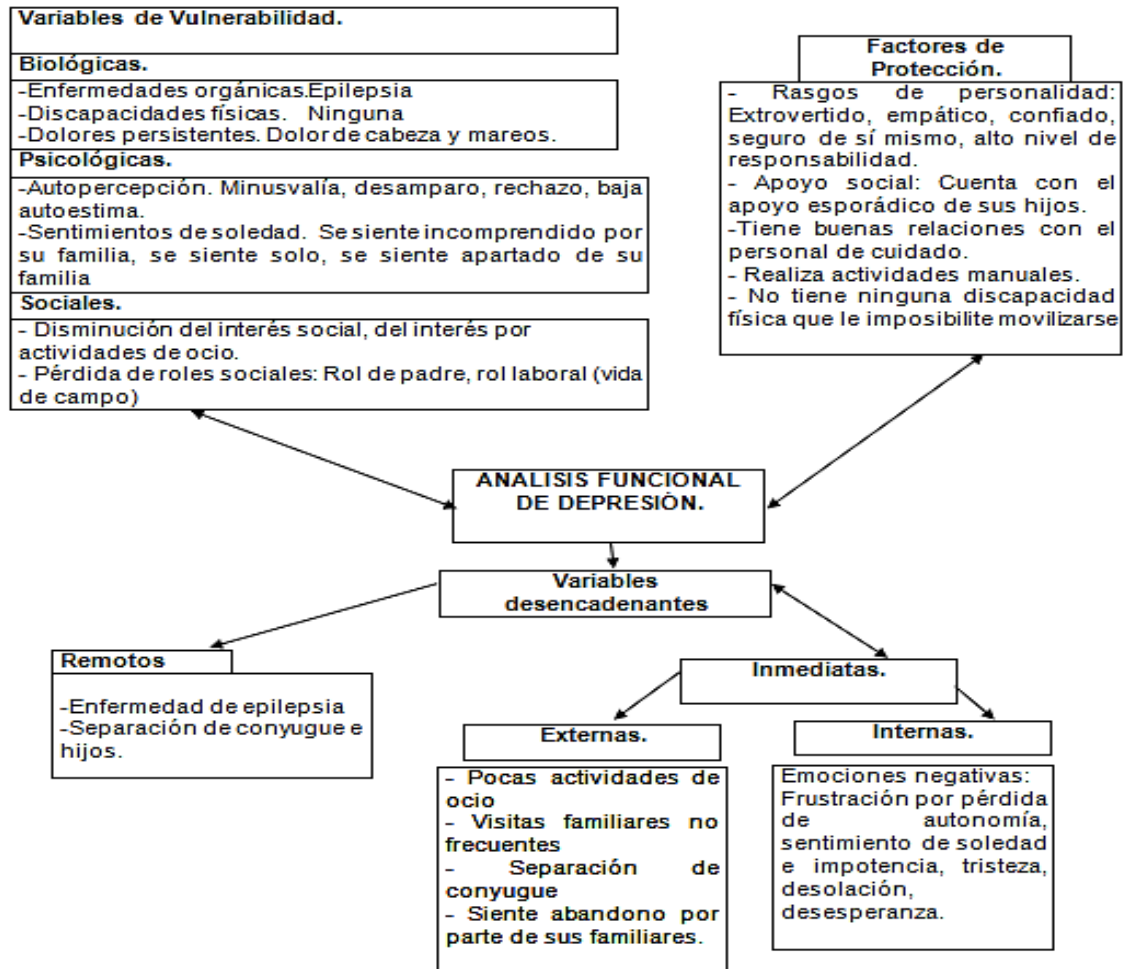 Variables de Vulnerabilidad.
Biológicas.
-Enfermedades orgánicas.Epilepsia
-Discapacidades físicas. Ninguna
-Dolores persistentes. Dolor de cabeza y mareos.
Psicológicas.
-Autopercepción. Minusvalía, desamparo, rechazo, baja
autoestima.
-Sentimientos de soledad. Se siente incomprendido por
su familia, se siente solo, se siente apartado de su
familia
Sociales.
- Disminución del interés social, del interés por
actividades de ocio.
- Pérdida de roles sociales: Rol de padre, rol laboral (vida
de campo)
Factores de
Protección.
- Rasgos de personalidad:
Extrovertido, empático, confiado,
seguro de sí mismo, alto nivel de
responsabilidad.
- Apoyo social: Cuenta con el
apoyo esporádico de sus hijos.
-Tiene buenas relaciones con el
personal de cuidado.
- Realiza actividades manuales.
- No tiene ninguna discapacidad
física que le imposibilite movilizarse
ANALISIS FUNCIONAL
DE DEPRESIÓN.
Variables
desencadenantes
Remotos
-Enfermedad de epilepsia
-Separación de conyugue e
hijos.
Inmediatas.
Externas.
- Pocas actividades de
ocio
- Visitas familiares no
frecuentes
- Separación de
conyugue
- Siente abandono por
parte de sus familiares.
Internas.
Emociones negativas:
Frustración por pérdida
de autonomía,
sentimiento de soledad
e impotencia, tristeza,
desolación,
desesperanza.